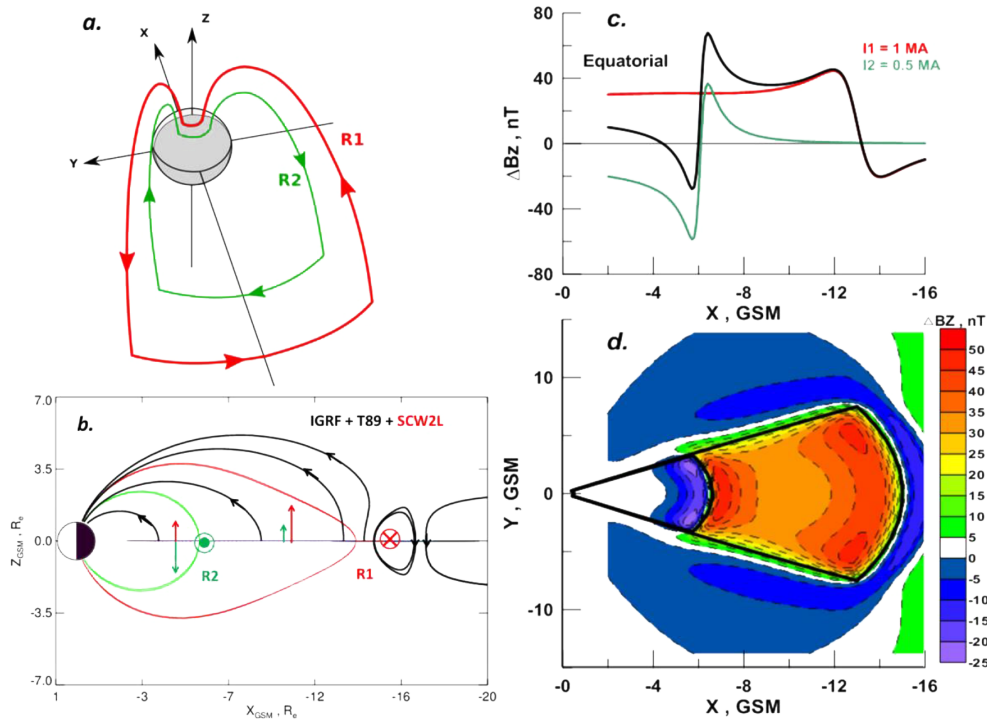 a.
X
Z
Y
R1
R2
b.
IGRF + T89 + SCW2L
R2
R1
7.0
3.5
0.0
-3.5
-7.0
Z_GSM , R_e
1
-3
-7
-12
-16
-20
X_GSM , R_e
c.
Equatorial
I1 = 1 MA
I2 = 0.5 MA
80
40
0
-40
-80
ΔBz , nT
-0
-4
-8
-12
-16
X , GSM
d.
△BZ , nT
50
45
40
35
30
25
20
15
10
5
0
-5
-10
-15
-20
-25
10
0
-10
Y, GSM
-0
-4
-8
-12
-16
X , GSM